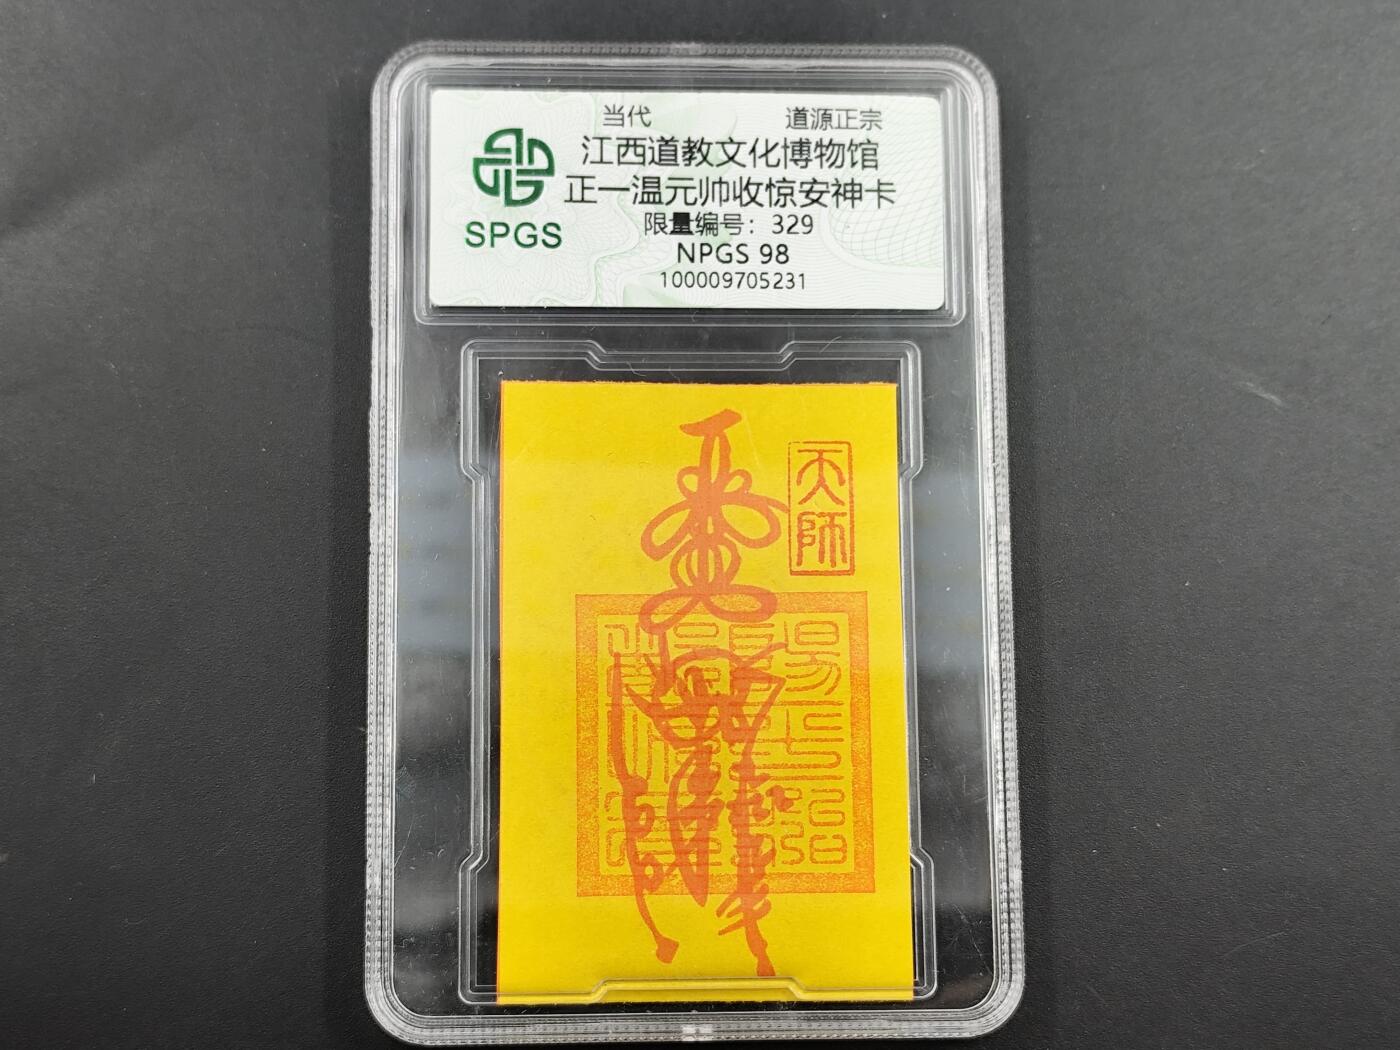 当代 道源正宗
江西道教文化博物馆
正一温元帅收惊安神卡
限量编号：329
NPGS 98
100009705231
SPGS
天師